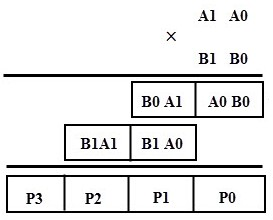 A1 A0
×
B1 B0
B0 A1 A0 B0
B1A1 B1 A0
P3 P2 P1 P0